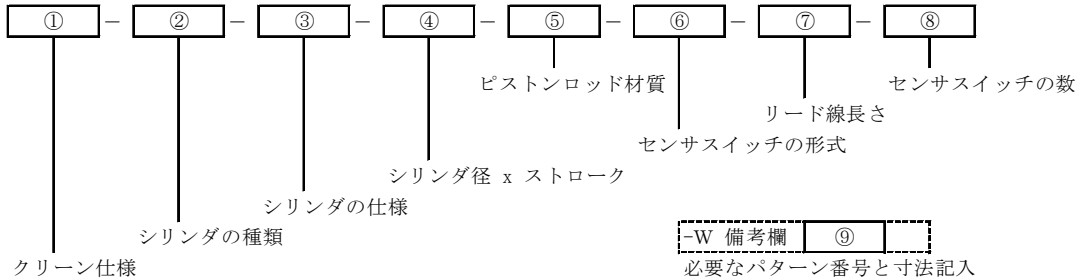 ① － ② － ③ － ④ － ⑤ － ⑥ － ⑦ － ⑧
ピストンロッド材質
センサスイッチの数
リード線長さ
センサスイッチの形式
シリンダ径 x ストローク
シリンダの仕様
シリンダの種類
-W 備考欄 ⑨
クリーン仕様
必要なパターン番号と寸法記入